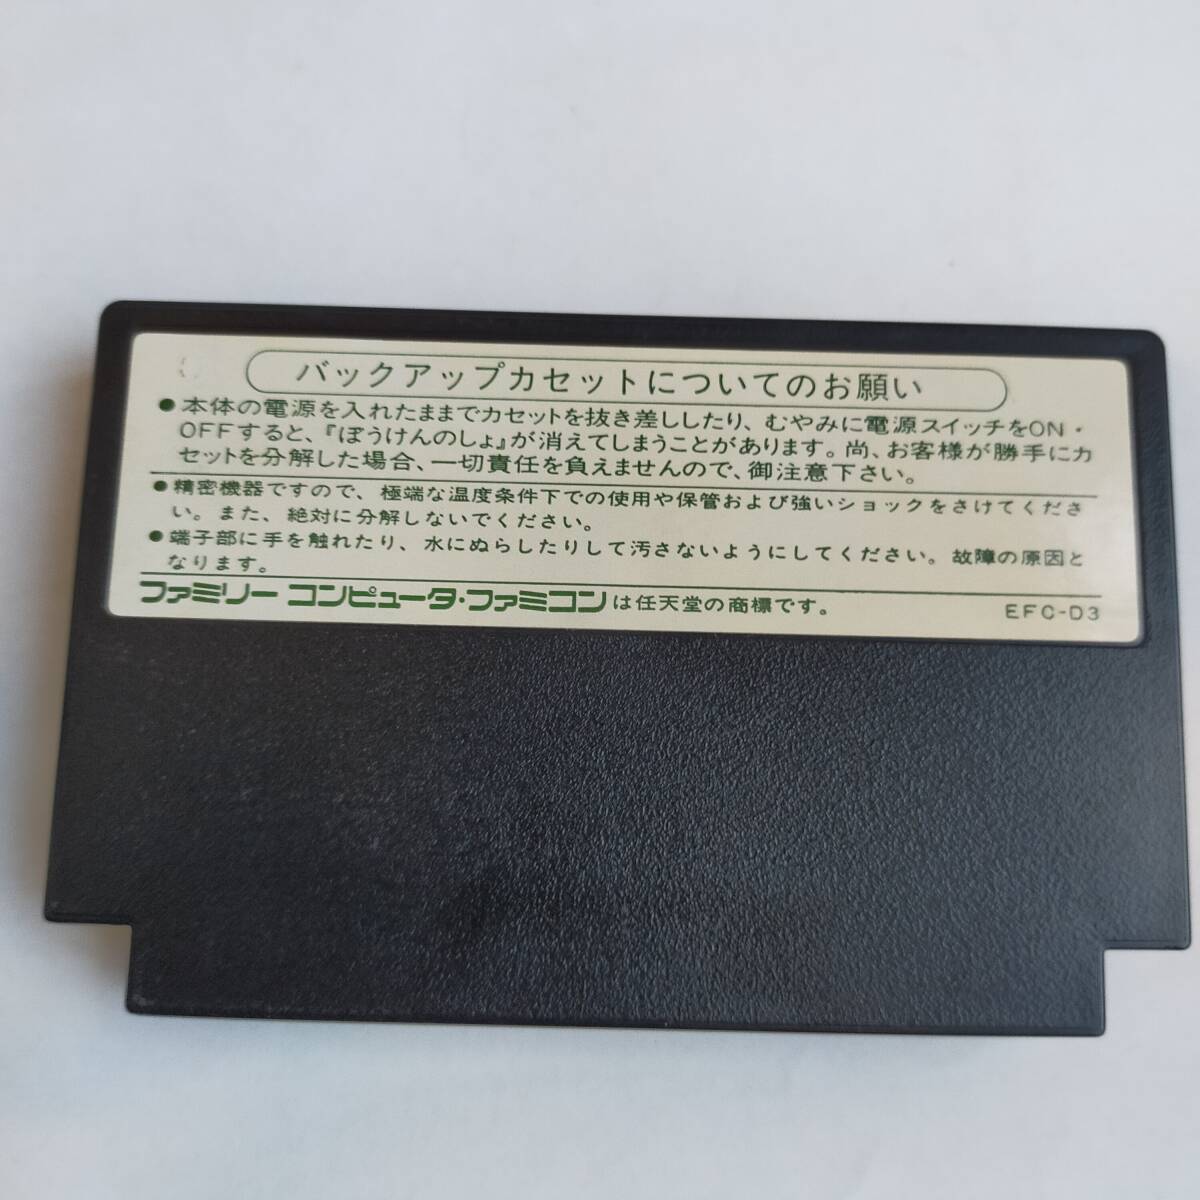 バックアップカセットについてのお願い
●本体の電源を入れたままでカセットを抜き差ししたり、むやみに電源スイッチをON・
OFFすると、『ぼうけんのしょ』が消えてしまうことがあります。尚、お客様が勝手にカ
セットを分解した場合、一切責任を負えませんので、御注意下さい。
●精密機器ですので、極端な温度条件下での使用や保管および強いショックをさけてくださ
い。また、絶対に分解しないでください。
●端子部に手を触れたり、水にぬらしたりして汚さないようにしてください。故障の原因と
なります。
ファミリー コンピュータ・ファミコンは任天堂の商標です。 EFC-D3